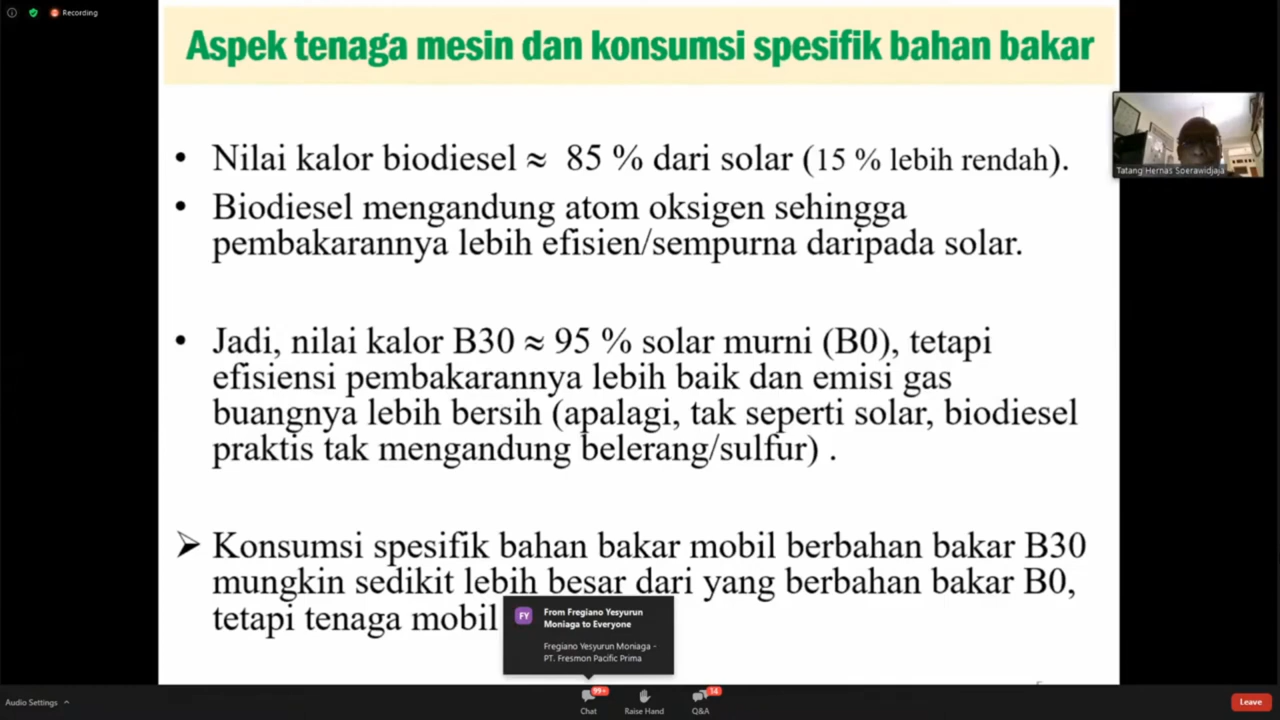 Recording
Aspek tenaga mesin dan konsumsi spesifik bahan bakar
• Nilai kalor biodiesel ≈ 85 % dari solar (15 % lebih rendah).
• Biodiesel mengandung atom oksigen sehingga
pembakarannya lebih efisien/sempurna daripada solar.
• Jadi, nilai kalor B30 ≈ 95 % solar murni (B0), tetapi
efisiensi pembakarannya lebih baik dan emisi gas
buangnya lebih bersih (apalagi, tak seperti solar, biodiesel
praktis tak mengandung belerang/sulfur) .
➢ Konsumsi spesifik bahan bakar mobil berbahan bakar B30
mungkin sedikit lebih besar dari yang berbahan bakar B0,
tetapi tenaga mobil
Tatang Hernas Soerawidjaja
FY
From Fregiano Yesyurun
Moniaga to Everyone
Fregiano Yesyurun Moniaga -
PT. Fresmon Pacific Prima
Audio Settings
99+
Chat
Raise Hand
14
Q&A
Leave